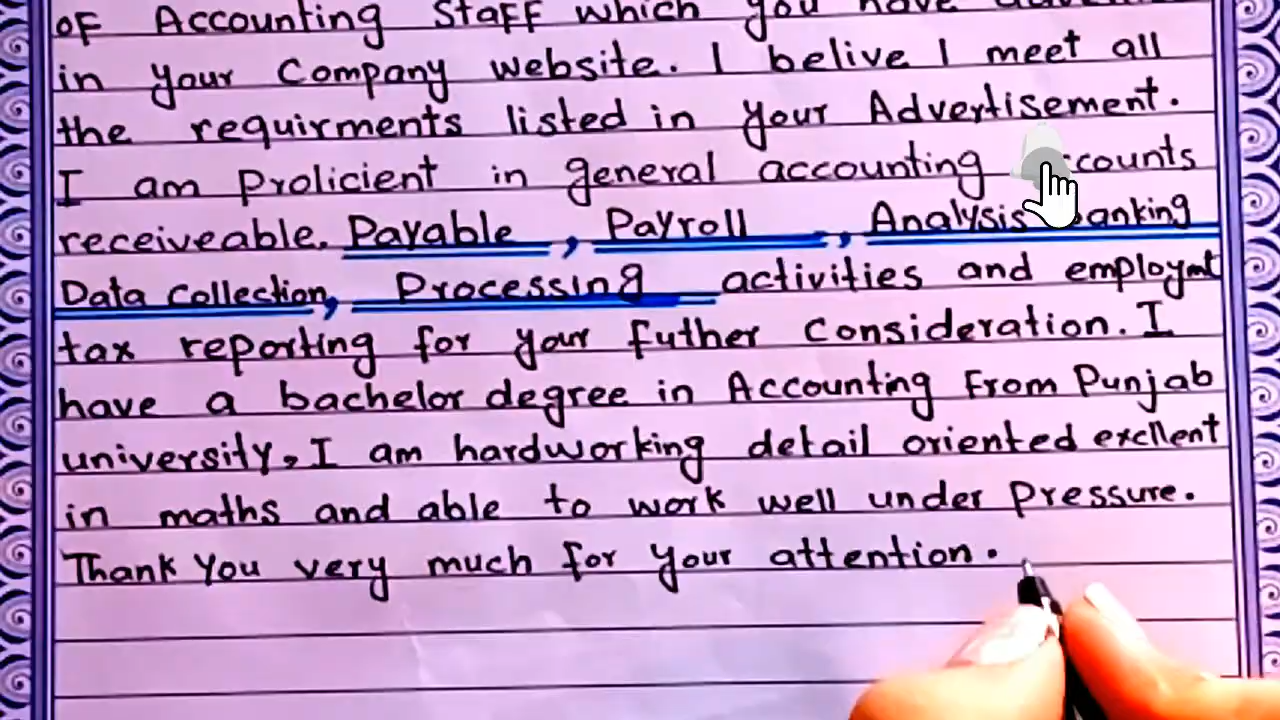 of Accounting Staff which you have
in your Company website. I belive I meet all
the requirments listed in your Advertisement.
I am Prolicient in general accounting
receiveable. Payable , Payroll , Analysis banking
Data collection, Processing activities and employmt
tax reporting for your futher Consideration. I
have a bachelor degree in Accounting From Punjab
university, I am hardworking detail oriented excllent
in maths and able to work well under Pressure.
Thank You very much for your attention.